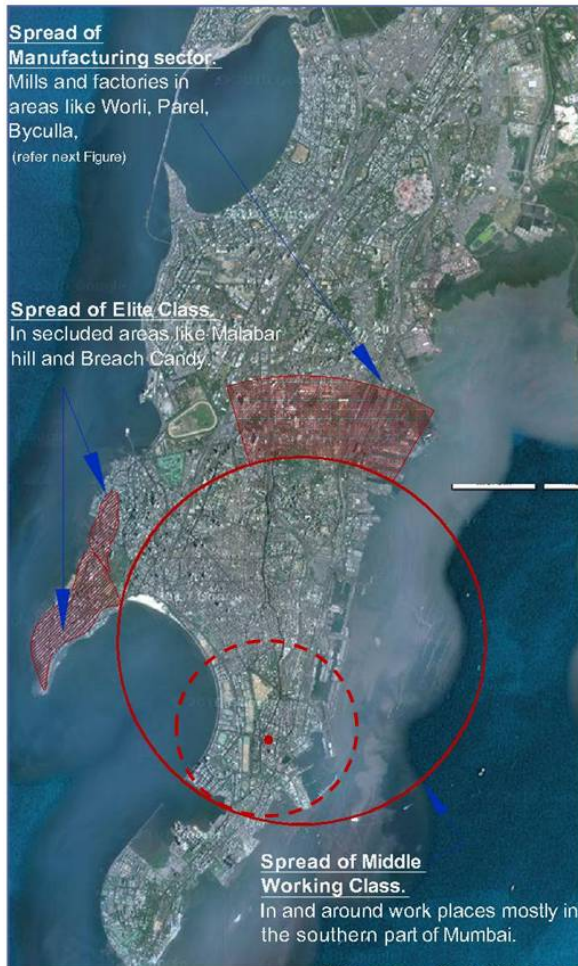 Spread of
Manufacturing sector.
Mills and factories in
areas like Worli, Parel,
Byculla,
(refer next Figure)
Spread of Elite Class.
In secluded areas like Malabar
hill and Breach Candy.
Spread of Middle
Working Class.
In and around work places mostly in
the southern part of Mumbai.